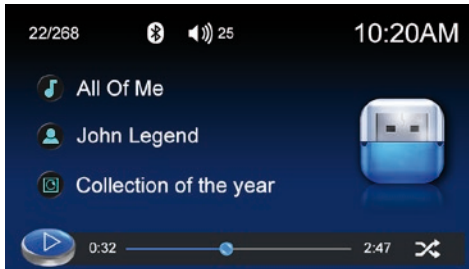 22/268 25 10:20AM
All Of Me
John Legend
Collection of the year
0:32 2:47